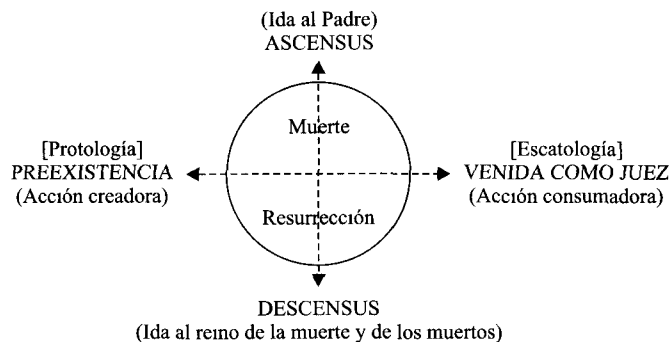 (Ida al Padre)
ASCENSUS
Muerte
[Protología]
PREEXISTENCIA
(Acción creadora)
[Escatología]
VENIDA COMO JUEZ
(Acción consumadora)
Resurrección
DESCENSUS
(Ida al reino de la muerte y de los muertos)